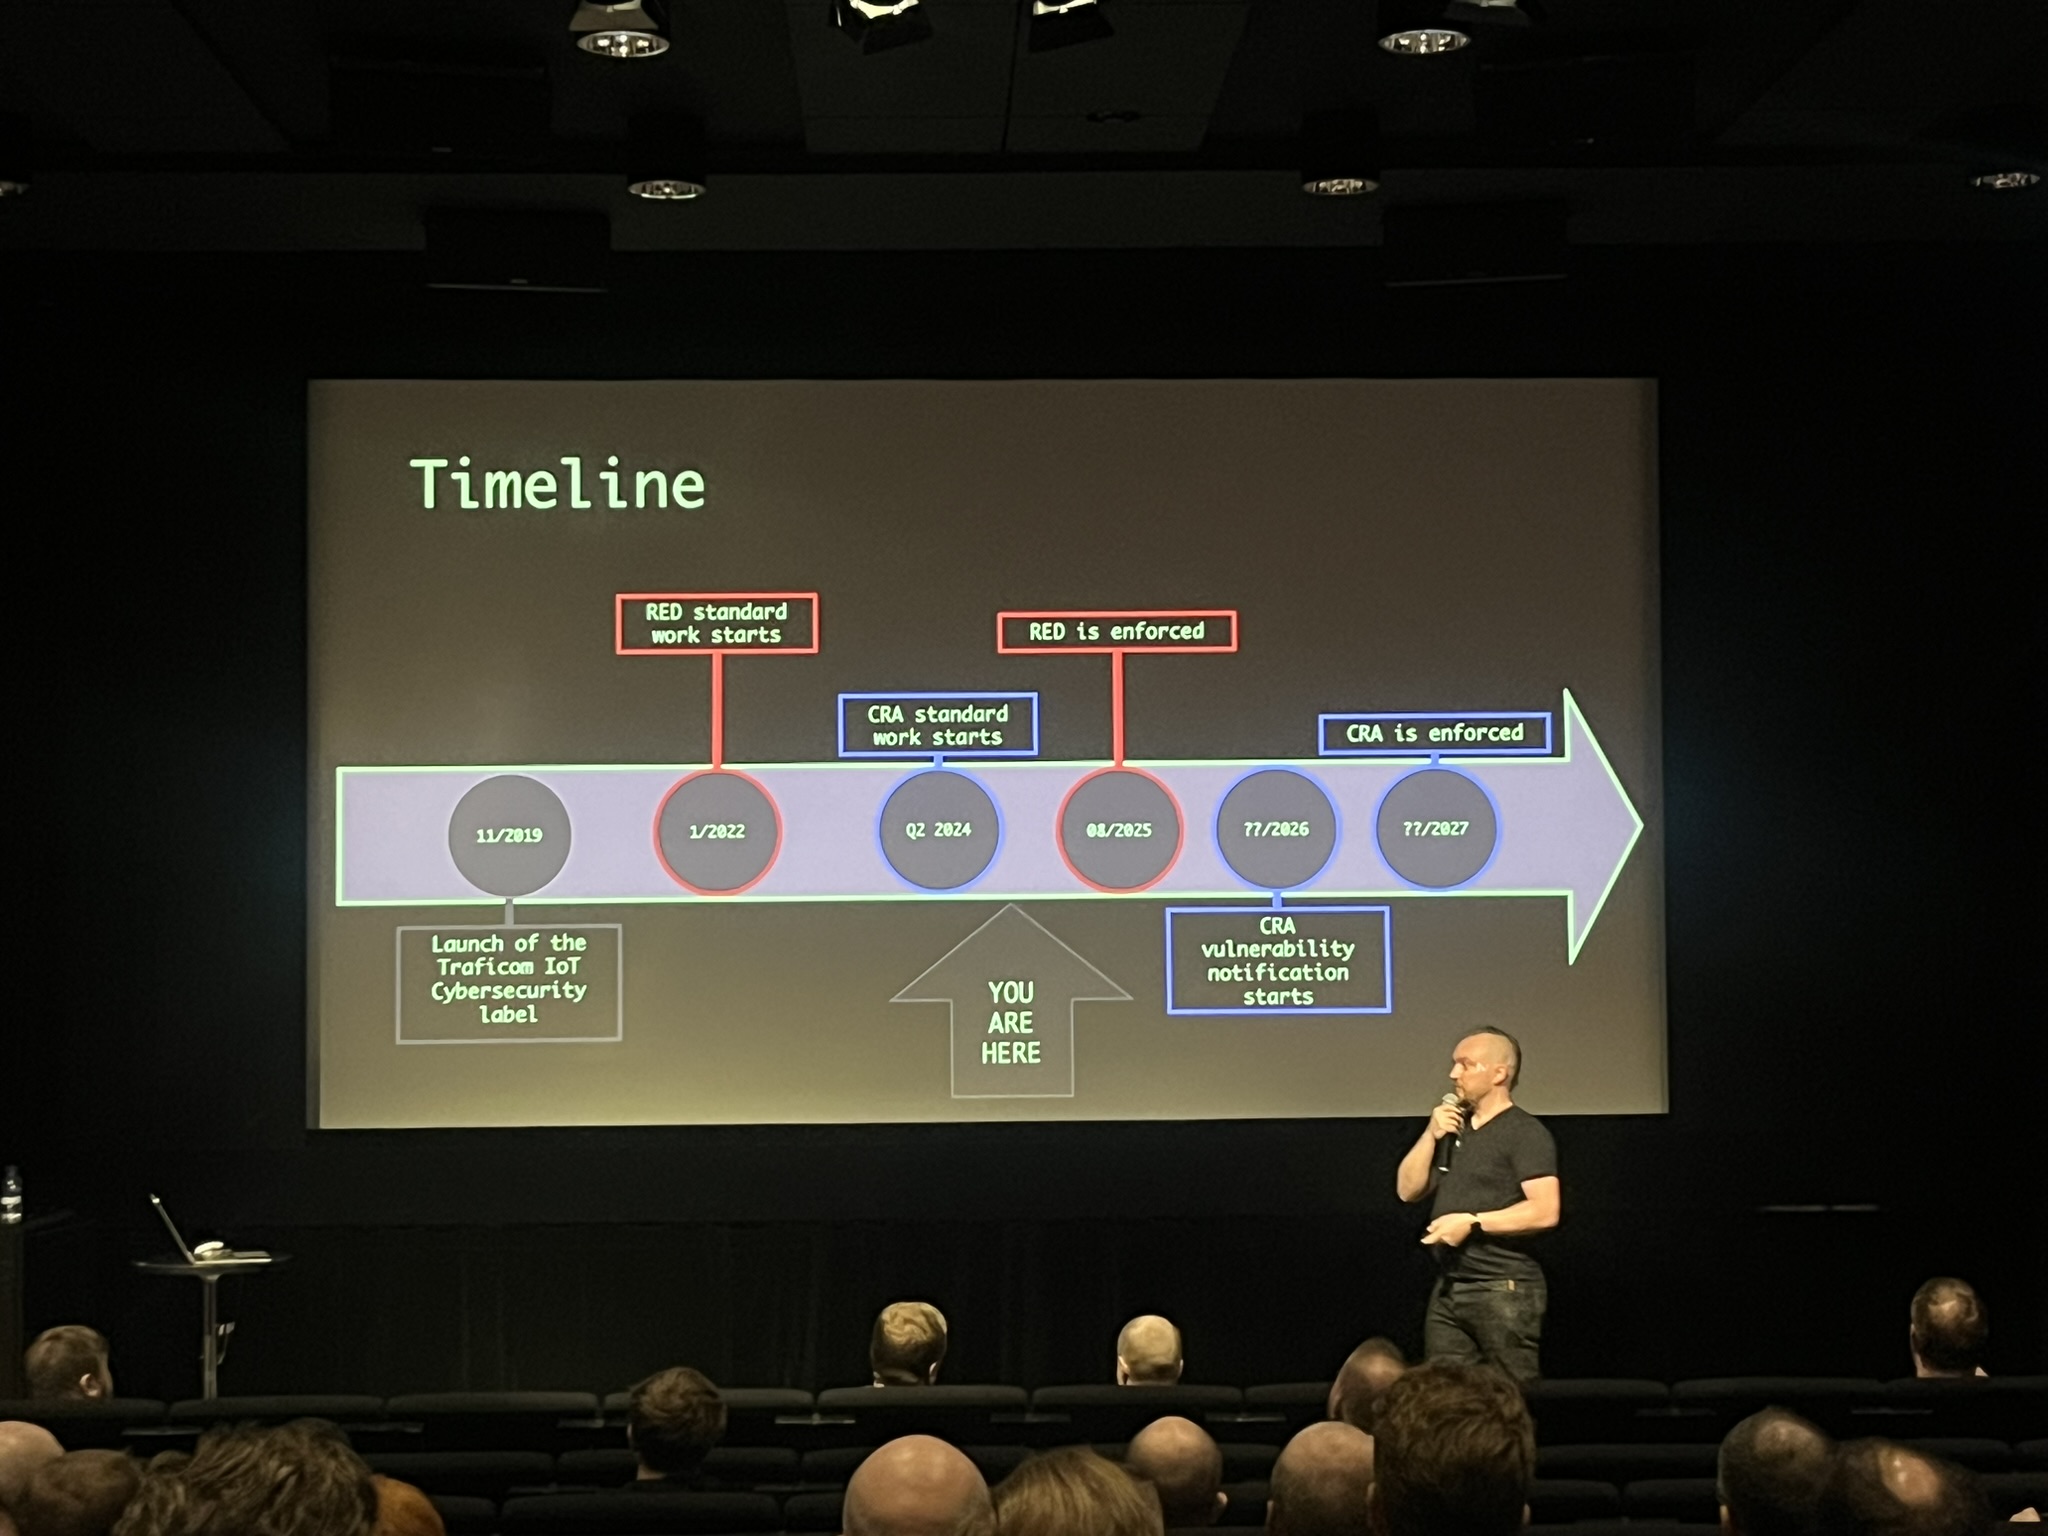 Timeline
RED standard
work starts
RED is enforced
CRA standard
work starts
CRA is enforced
11/2019
1/2022
Q2 2024
08/2025
??/2026
??/2027
Launch of the
Traficom IoT
Cybersecurity
label
YOU
ARE
HERE
CRA
vulnerability
notification
starts